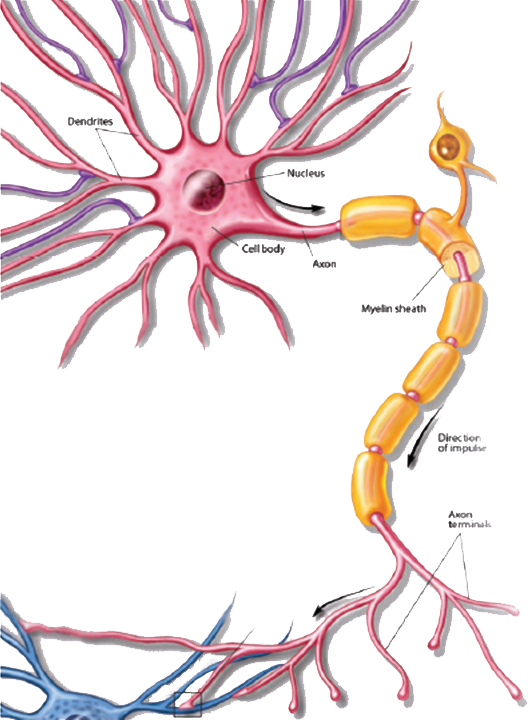 Dendrites
Nucleus
Cell body
Axon
Myelin sheath
Direction
of impulse
Axon
terminals